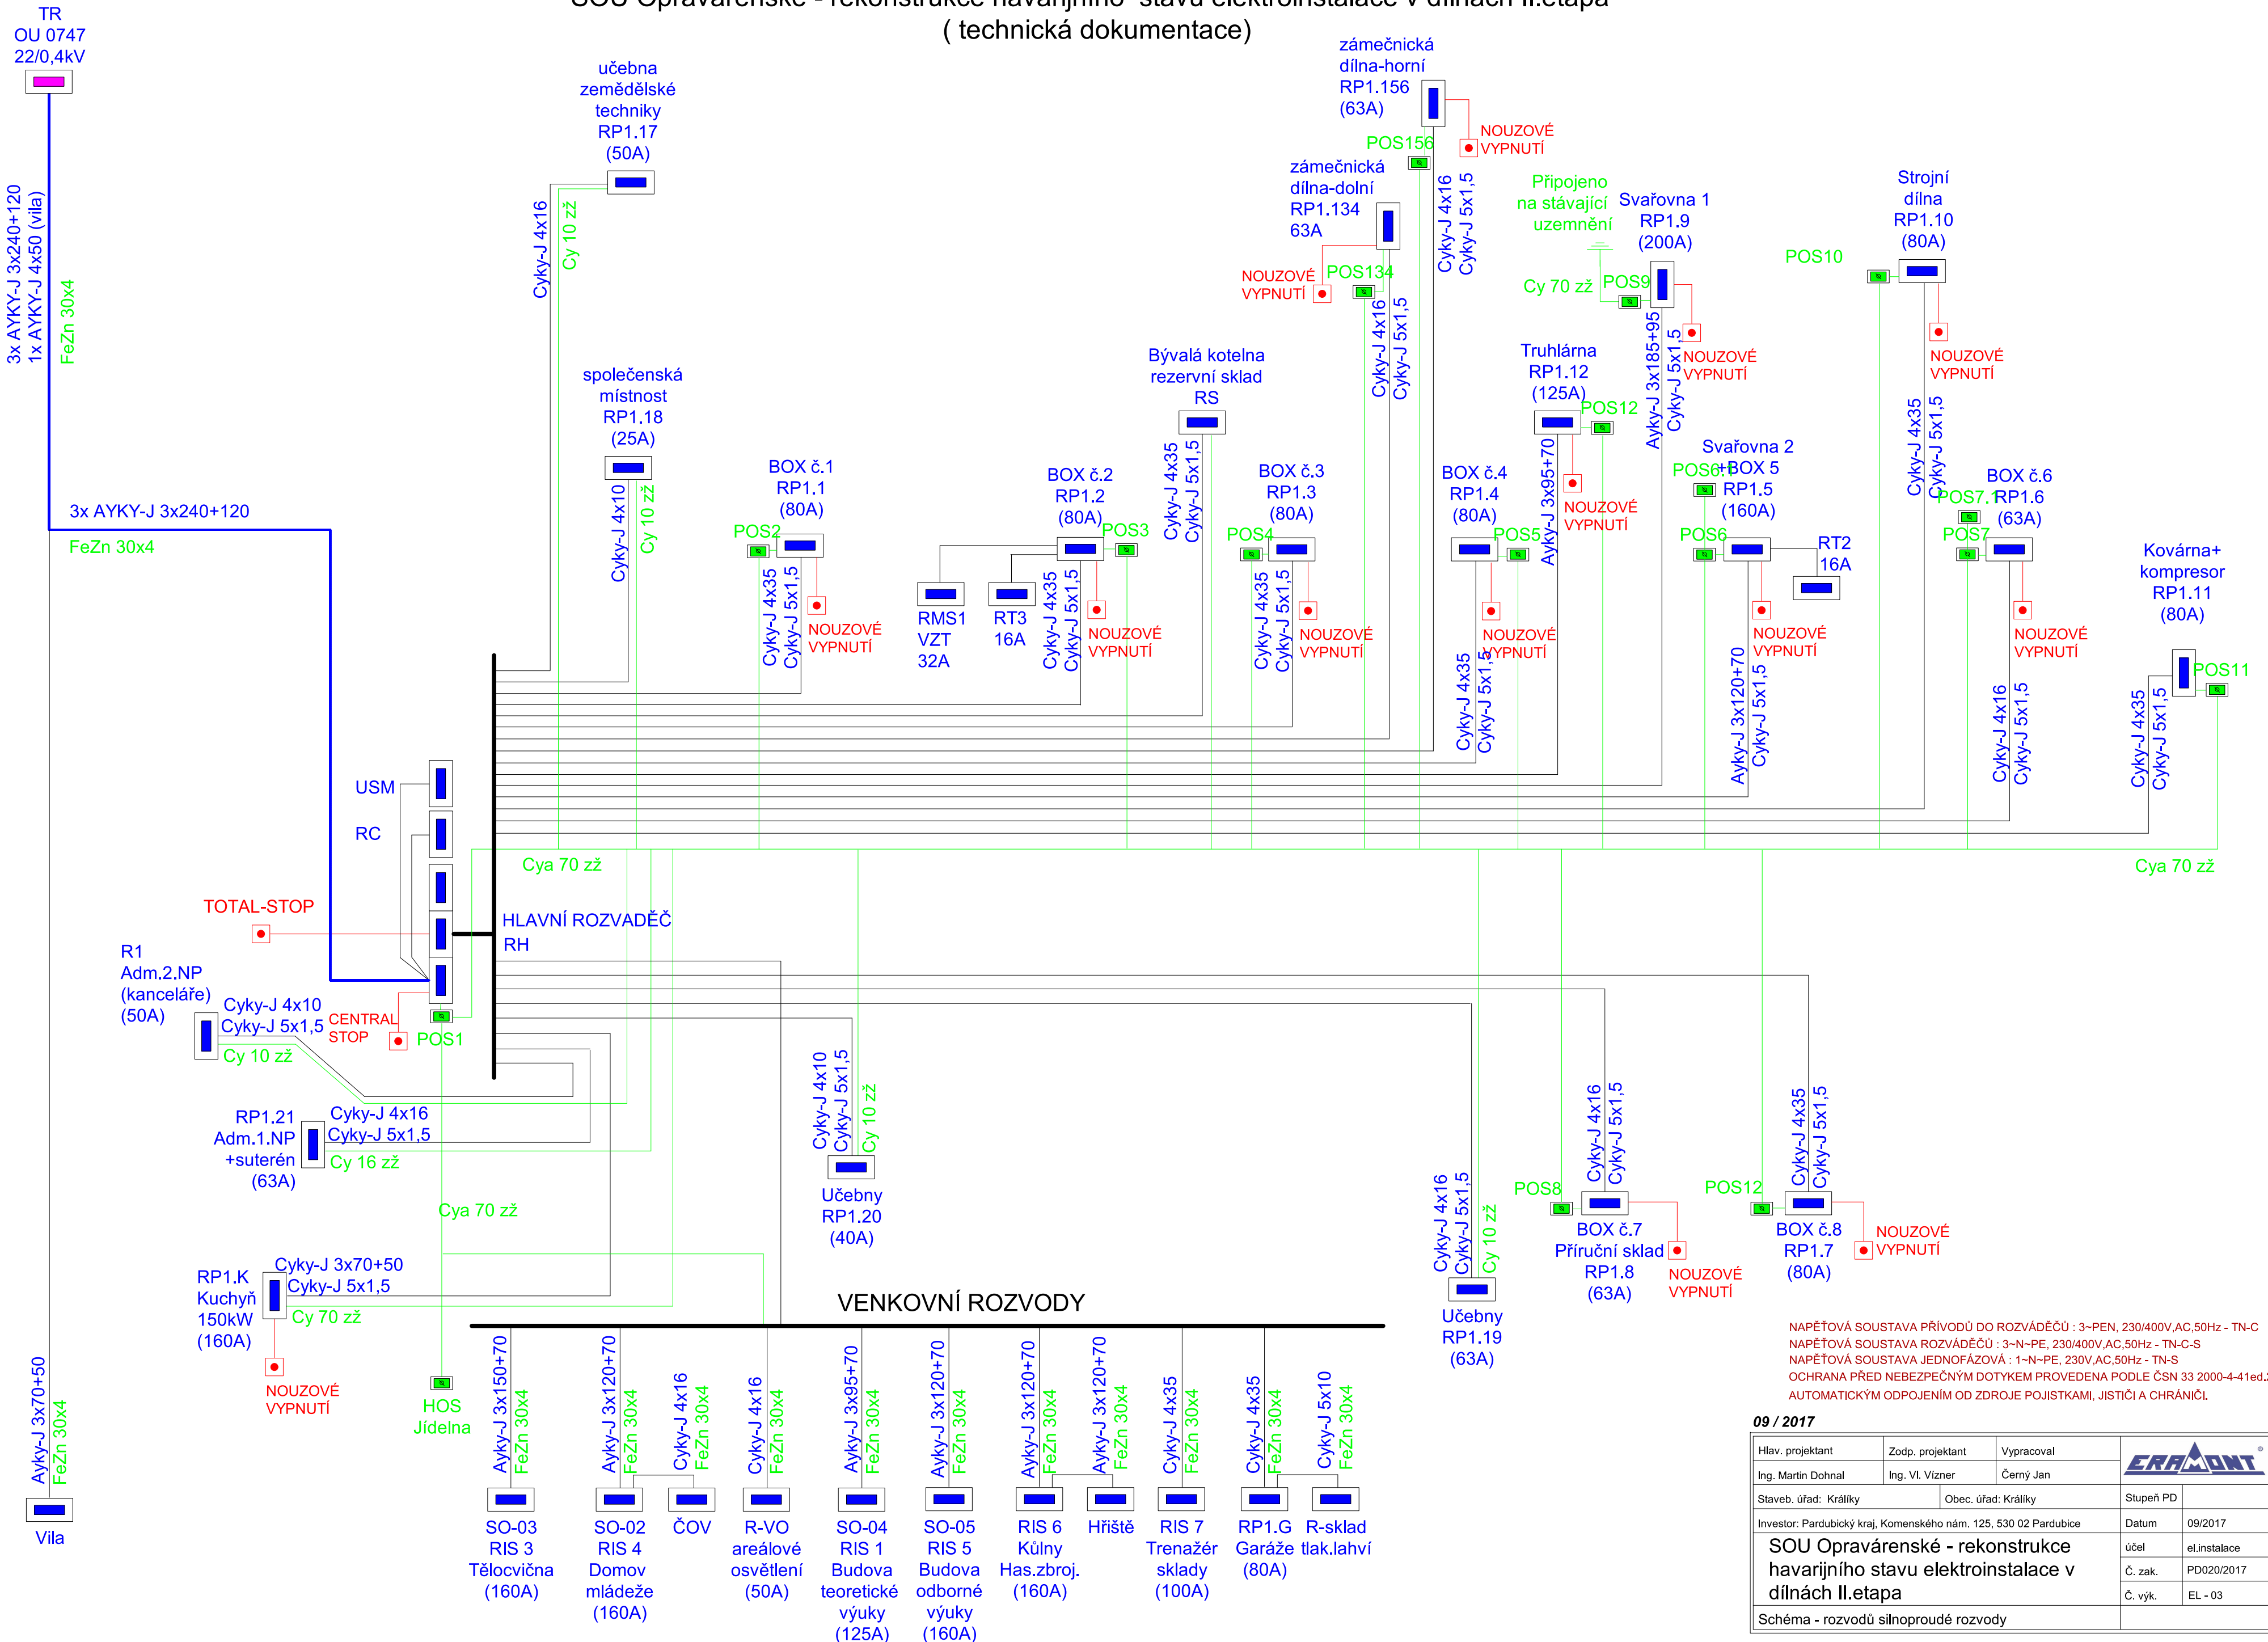 SOU Opravárenské - rekonstrukce havarijního stavu elektroinstalace v dílnách II.etapa
( technická dokumentace)
TR
OU 0747
22/0,4kV
3x AYKY-J 3x240+120
1x AYKY-J 4x50 (vila)
FeZn 30x4
3x AYKY-J 3x240+120
FeZn 30x4
učebna
zemědělské
techniky
RP1.17
(50A)
Cyky-J 4x16
Cy 10 zž
společenská
místnost
RP1.18
(25A)
Cyky-J 4x10
Cy 10 zž
BOX č.1
RP1.1
(80A)
POS2
Cyky-J 4x35
Cyky-J 5x1,5
NOUZOVÉ
VYPNUTÍ
BOX č.2
RP1.2
(80A)
POS3
RMS1
VZT
32A
RT3
16A
Cyky-J 4x35
Cyky-J 5x1,5
NOUZOVÉ
VYPNUTÍ
Bývalá kotelna
rezervní sklad
RS
Cyky-J 4x35
Cyky-J 5x1,5
BOX č.3
RP1.3
(80A)
POS4
Cyky-J 4x35
Cyky-J 5x1,5
NOUZOVÉ
VYPNUTÍ
zámečnická
dílna-dolní
RP1.134
63A
NOUZOVÉ
VYPNUTÍ
POS134
Cyky-J 4x16
Cyky-J 5x1,5
zámečnická
dílna-horní
RP1.156
(63A)
POS156
NOUZOVÉ
VYPNUTÍ
Cyky-J 4x16
Cyky-J 5x1,5
BOX č.4
RP1.4
(80A)
POS5
Cyky-J 4x35
Cyky-J 5x1,5
NOUZOVÉ
VYPNUTÍ
Truhlárna
RP1.12
(125A)
POS12
Ayky-J 3x95+70
NOUZOVÉ
VYPNUTÍ
Připojeno
na stávající
uzemnění
Cy 70 zž
POS9
Svařovna 1
RP1.9
(200A)
Ayky-J 3x185+95
Cyky-J 5x1,5
NOUZOVÉ
VYPNUTÍ
Svařovna 2
+BOX 5
RP1.5
(160A)
POS6.1
POS6
RT2
16A
Ayky-J 3x120+70
Cyky-J 5x1,5
NOUZOVÉ
VYPNUTÍ
Strojní
dílna
RP1.10
(80A)
POS10
NOUZOVÉ
VYPNUTÍ
Cyky-J 4x35
Cyky-J 5x1,5
BOX č.6
RP1.6
(63A)
POS7.1
POS7
NOUZOVÉ
VYPNUTÍ
Cyky-J 4x16
Cyky-J 5x1,5
Kovárna+
kompresor
RP1.11
(80A)
POS11
Cyky-J 4x35
Cyky-J 5x1,5
USM
RC
Cya 70 zž
Cya 70 zž
TOTAL-STOP
HLAVNÍ ROZVADĚČ
RH
R1
Adm.2.NP
(kanceláře)
(50A)
Cyky-J 4x10
Cyky-J 5x1,5
Cy 10 zž
CENTRAL
STOP
POS1
RP1.21
Adm.1.NP
+suterén
(63A)
Cyky-J 4x16
Cyky-J 5x1,5
Cy 16 zž
Cya 70 zž
RP1.K
Kuchyň
150kW
(160A)
Cyky-J 3x70+50
Cyky-J 5x1,5
Cy 70 zž
NOUZOVÉ
VYPNUTÍ
HOS
Jídelna
Cyky-J 4x10
Cyky-J 5x1,5
Cy 10 zž
Učebny
RP1.20
(40A)
Cyky-J 4x16
Cyky-J 5x1,5
Cy 10 zž
Učebny
RP1.19
(63A)
POS8
Cyky-J 4x16
Cyky-J 5x1,5
BOX č.7
Příruční sklad
RP1.8
(63A)
NOUZOVÉ
VYPNUTÍ
POS12
Cyky-J 4x35
Cyky-J 5x1,5
BOX č.8
RP1.7
(80A)
NOUZOVÉ
VYPNUTÍ
Ayky-J 3x70+50
FeZn 30x4
Vila
VENKOVNÍ ROZVODY
Ayky-J 3x150+70
FeZn 30x4
SO-03
RIS 3
Tělocvična
(160A)
Ayky-J 3x120+70
FeZn 30x4
SO-02
RIS 4
Domov
mládeže
(160A)
Cyky-J 4x16
FeZn 30x4
ČOV
Cyky-J 4x16
FeZn 30x4
R-VO
areálové
osvětlení
(50A)
Ayky-J 3x95+70
FeZn 30x4
SO-04
RIS 1
Budova
teoretické
výuky
(125A)
Ayky-J 3x120+70
FeZn 30x4
SO-05
RIS 5
Budova
odborné
výuky
(160A)
Ayky-J 3x120+70
FeZn 30x4
RIS 6
Kůlny
Has.zbroj.
(160A)
Ayky-J 3x120+70
FeZn 30x4
Hřiště
Cyky-J 4x35
FeZn 30x4
RIS 7
Trenažér
sklady
(100A)
Cyky-J 4x35
FeZn 30x4
RP1.G
Garáže
(80A)
Cyky-J 5x10
FeZn 30x4
R-sklad
tlak.lahví
NAPĚŤOVÁ SOUSTAVA PŘÍVODÚ DO ROZVÁDĚČÚ : 3~PEN, 230/400V,AC,50Hz - TN-C
NAPĚŤOVÁ SOUSTAVA ROZVÁDĚČÚ : 3~N~PE, 230/400V,AC,50Hz - TN-C-S
NAPĚŤOVÁ SOUSTAVA JEDNOFÁZOVÁ : 1~N~PE, 230V,AC,50Hz - TN-S
OCHRANA PŘED NEBEZPEČNÝM DOTYKEM PROVEDENA PODLE ČSN 33 2000-4-41ed.
AUTOMATICKÝM ODPOJENÍM OD ZDROJE POJISTKAMI, JISTIČI A CHRÁNIČI.
09 / 2017
Hlav. projektant Zodp. projektant Vypracoval
ERAMONT ®
Ing. Martin Dohnal Ing. Vl. Vízner Černý Jan
Staveb. úřad: Králíky Obec. úřad: Králíky Stupeň PD
Investor: Pardubický kraj, Komenského nám. 125, 530 02 Pardubice Datum 09/2017
SOU Opravárenské - rekonstrukce
havarijního stavu elektroinstalace v
dílnách II.etapa
účel el.instalace
Č. zak. PD020/2017
Č. výk. EL - 03
Schéma - rozvodů silnoproudé rozvody